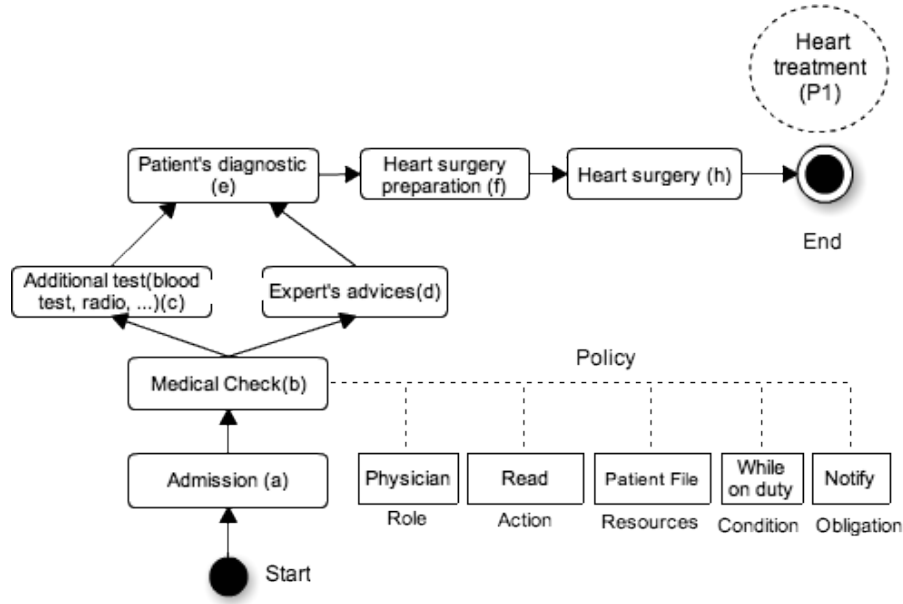 Heart
treatment
(P1)
Patient's diagnostic
(e)
Heart surgery
preparation (f)
Heart surgery (h)
End
Additional test(blood
test, radio, ...)(c)
Expert's advices(d)
Policy
Medical Check(b)
Admission (a)
Physician
Read
Patient File
While
on duty
Notify
Role
Action
Resources
Condition
Obligation
Start